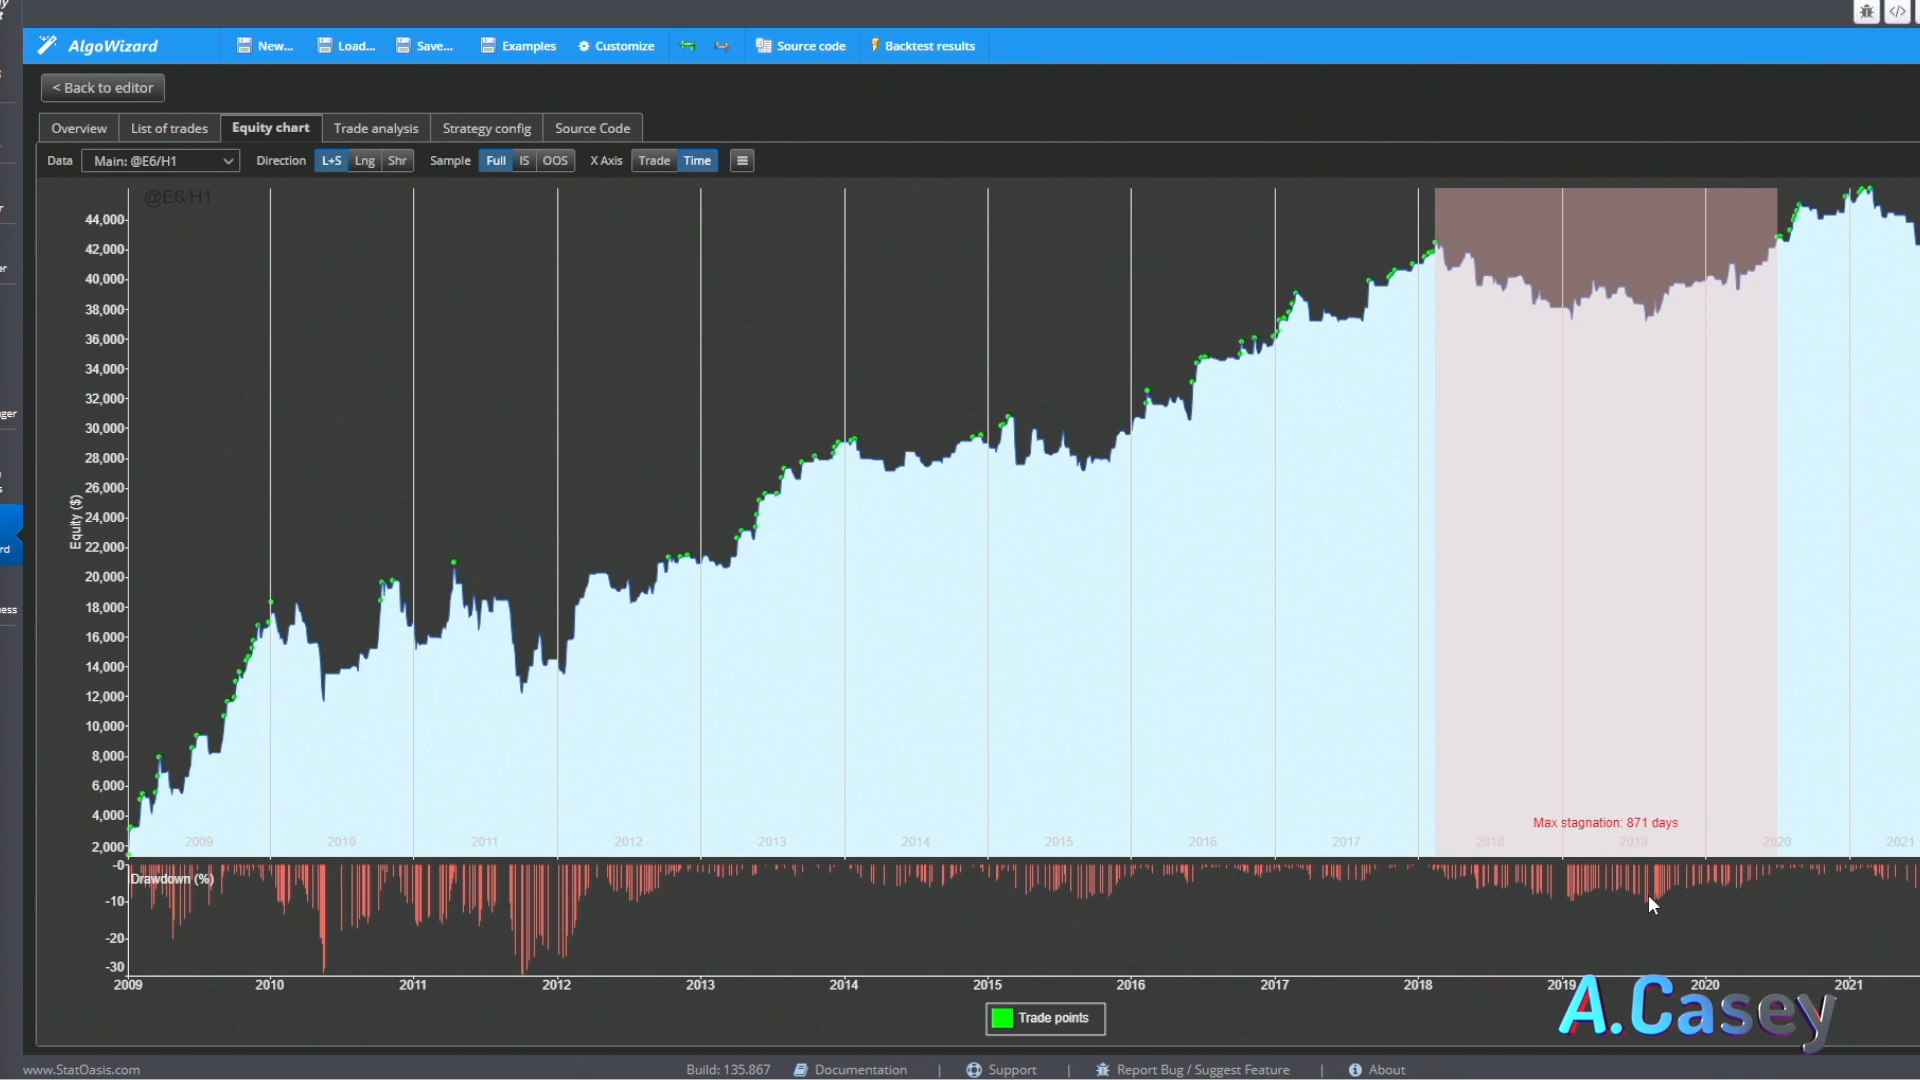 AlgoWizard New... Load... Save... Examples Customize Source code Backtest results
< Back to editor
Overview List of trades Equity chart Trade analysis Strategy config Source Code
Data Main: @E6/H1 Direction L+S Lng Shr Sample Full IS OOS X Axis Trade Time
@E6/H1
44,000
42,000
40,000
38,000
36,000
34,000
32,000
30,000
28,000
26,000
24,000
22,000
20,000
18,000
16,000
14,000
12,000
10,000
8,000
6,000
4,000
2,000
Equity ($)
Max stagnation: 871 days
2009 2010 2011 2012 2013 2014 2015 2016 2017 2018 2019 2020 2021
-0
Drawdown (%)
-10
-20
-30
2009 2010 2011 2012 2013 2014 2015 2016 2017 2018 2019 2020 2021
Trade points
A.Casey
www.StatOasis.com Build: 135.867 Documentation | Support | Report Bug / Suggest Feature | About